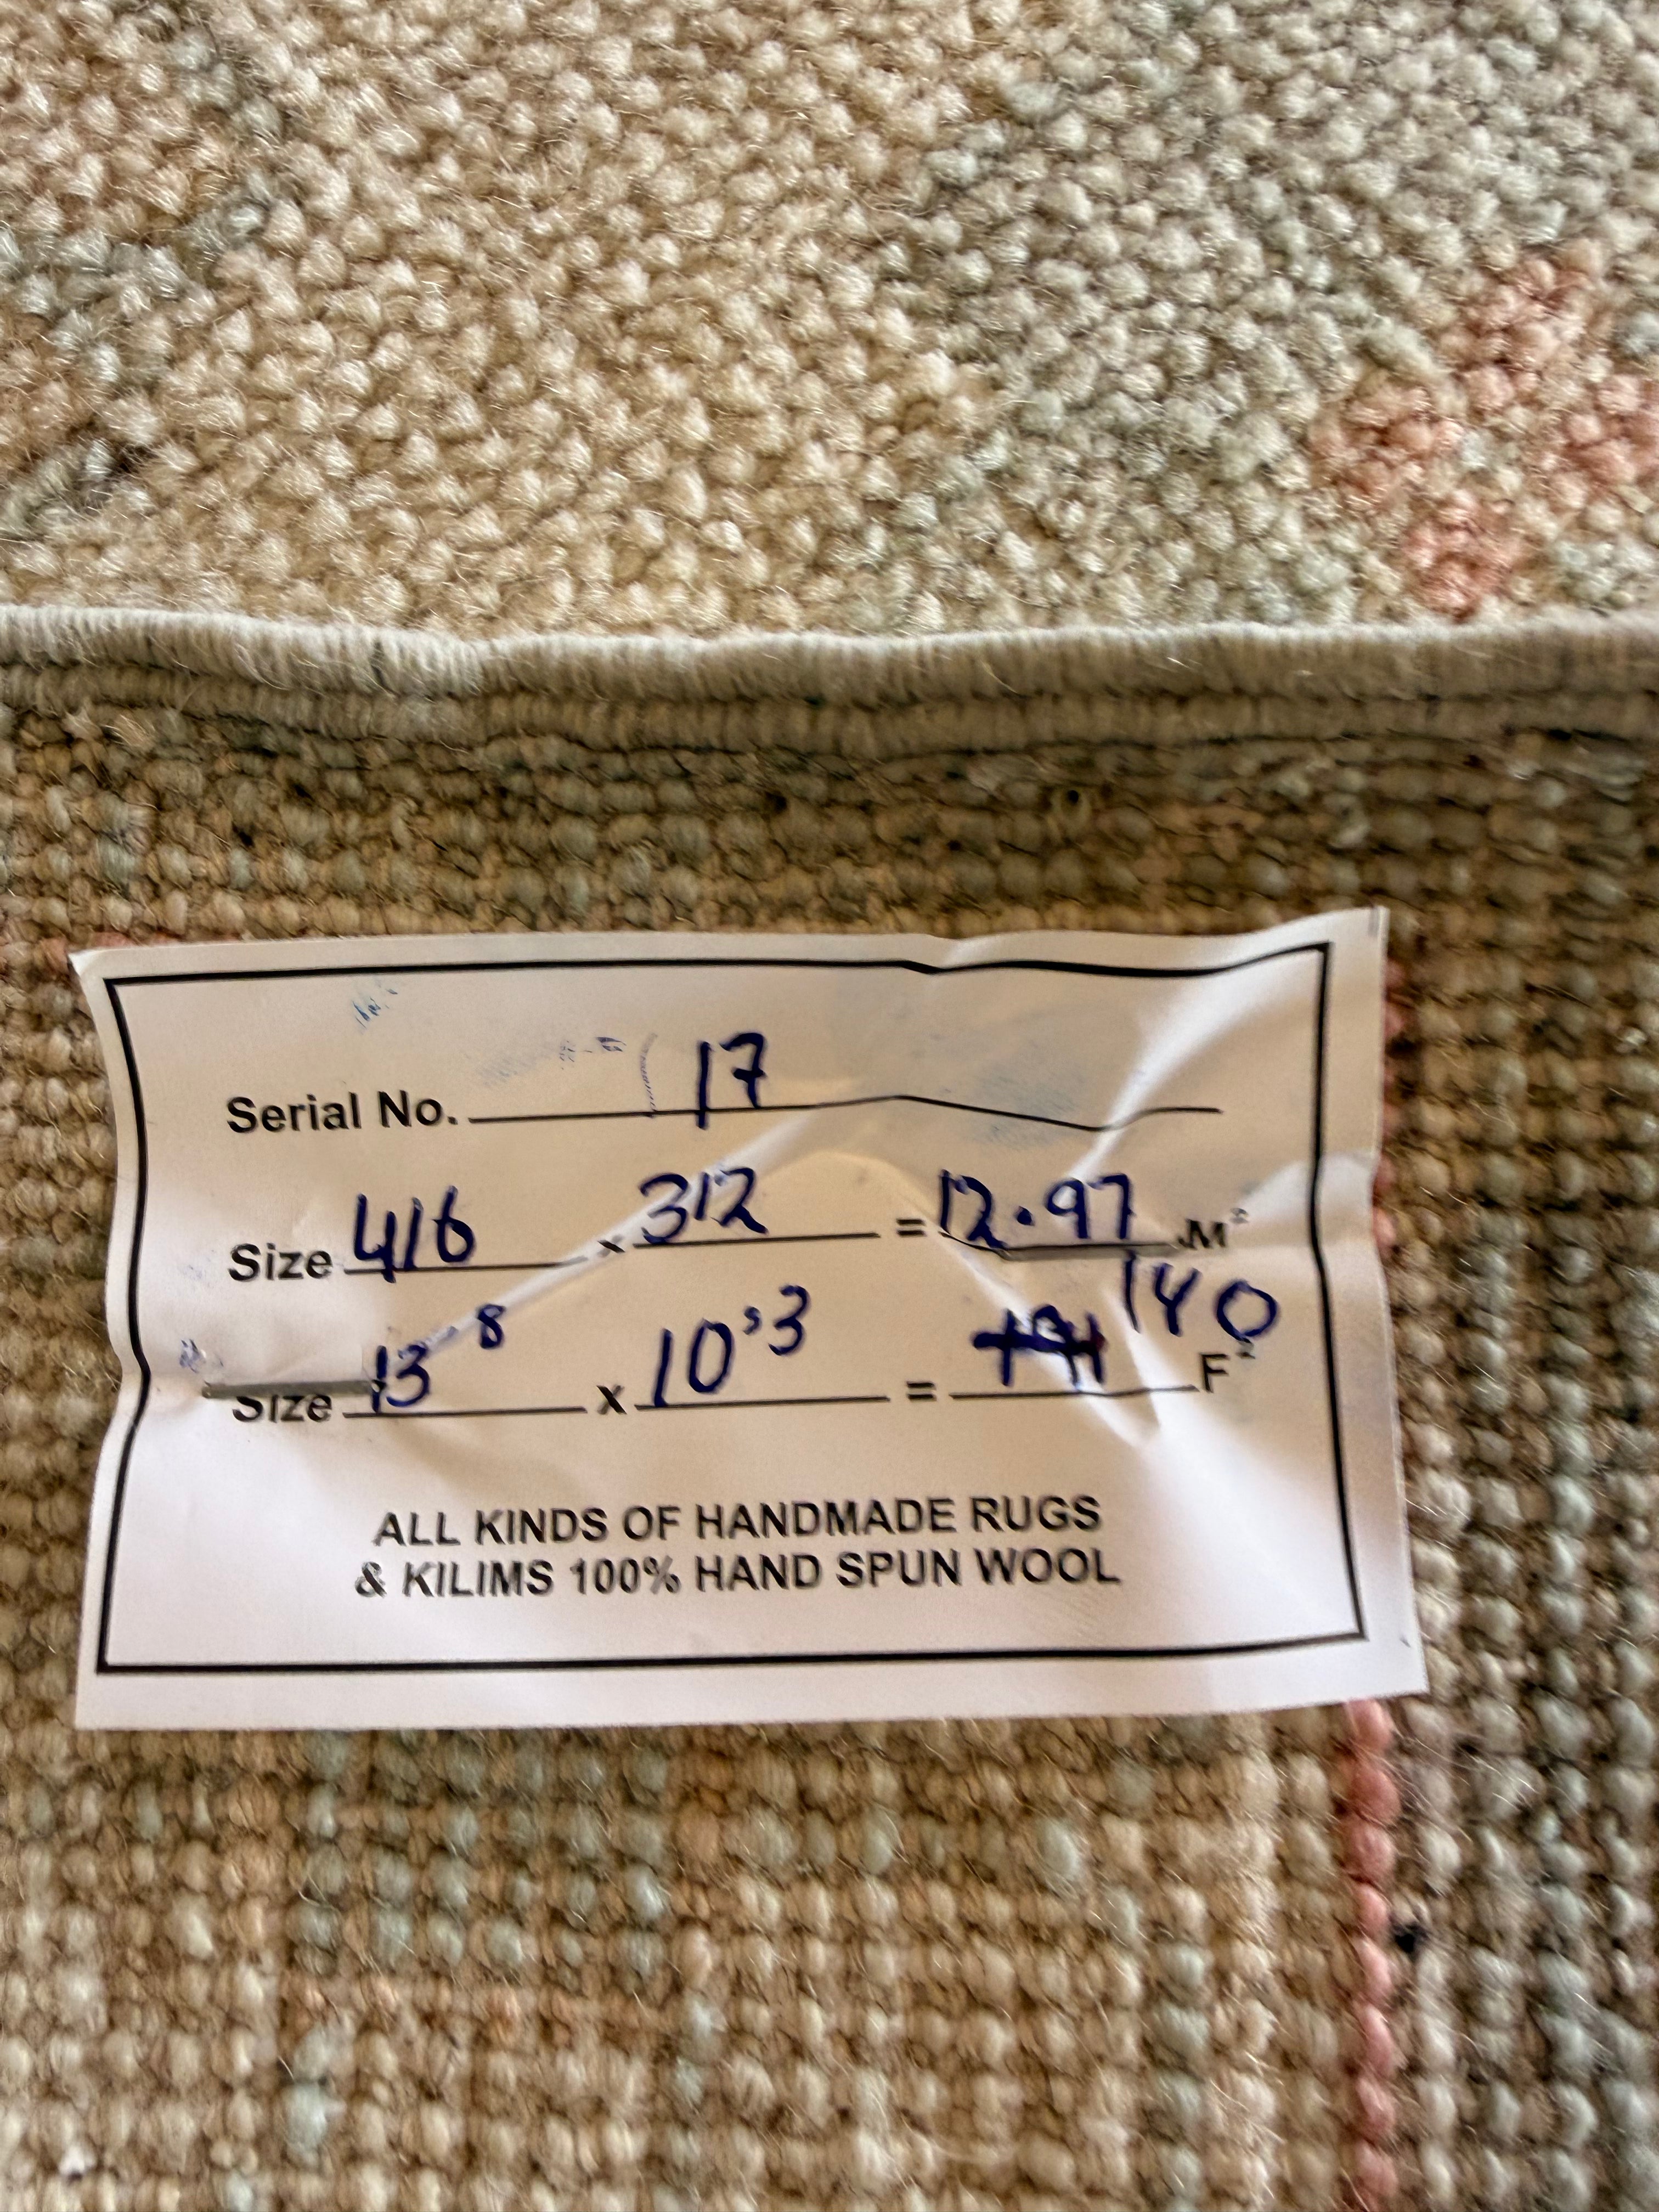 Serial No. 17
Size 416 x 312 = 12.97 M²
Size 13 8 x 10'3 = 140 F²
ALL KINDS OF HANDMADE RUGS
& KILIMS 100% HAND SPUN WOOL